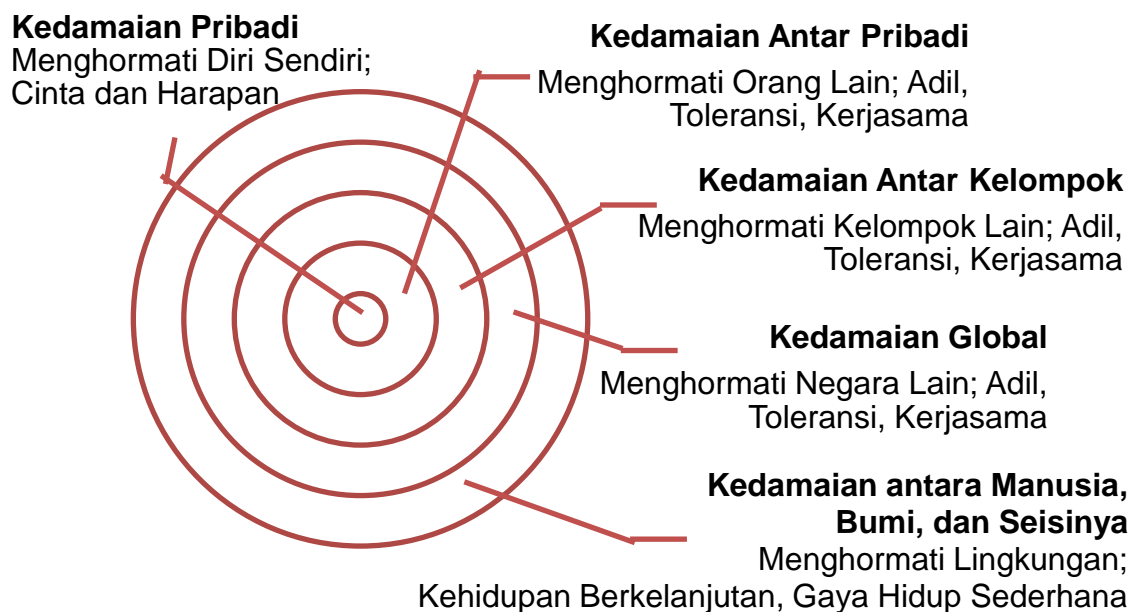 Kedamaian Pribadi
Menghormati Diri Sendiri;
Cinta dan Harapan
Kedamaian Antar Pribadi
Menghormati Orang Lain; Adil,
Toleransi, Kerjasama
Kedamaian Antar Kelompok
Menghormati Kelompok Lain; Adil,
Toleransi, Kerjasama
Kedamaian Global
Menghormati Negara Lain; Adil,
Toleransi, Kerjasama
Kedamaian antara Manusia,
Bumi, dan Seisinya
Menghormati Lingkungan;
Kehidupan Berkelanjutan, Gaya Hidup Sederhana